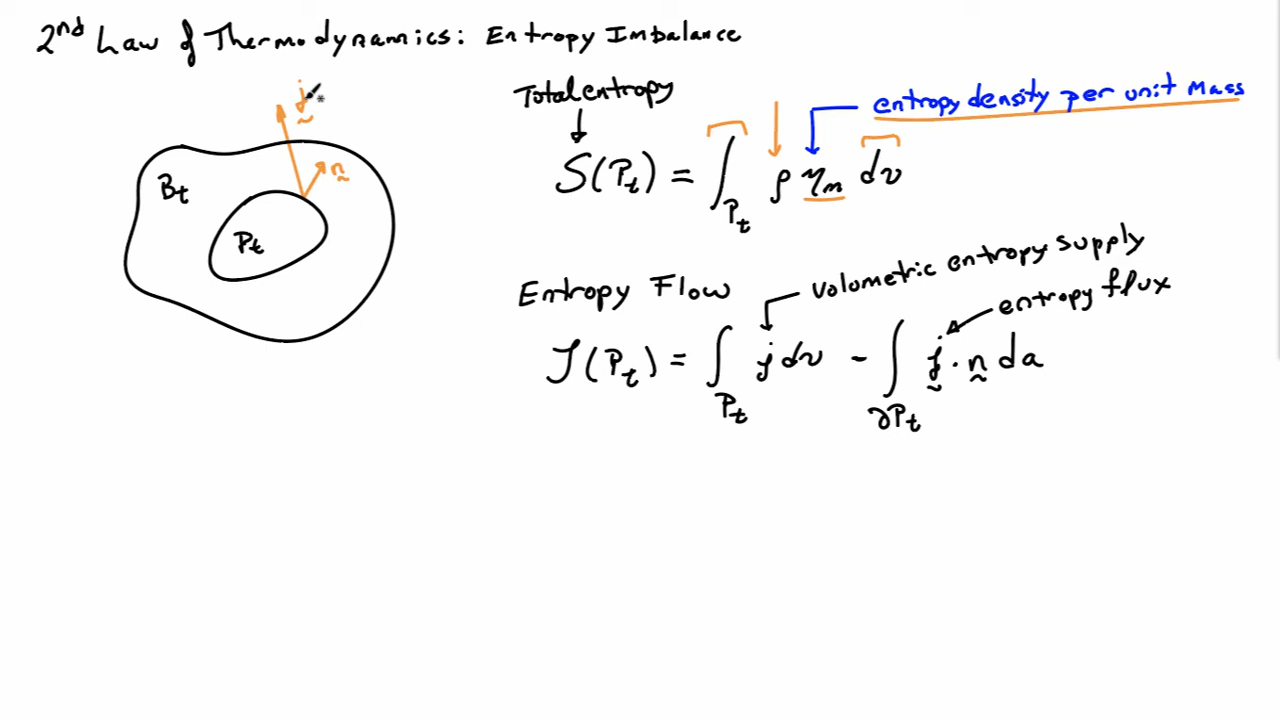 2nd Law of Thermodynamics: Entropy Imbalance
j
n
Bt
Pt
Total entropy
entropy density per unit Mass
S(Pt) = ∫Pt ρ ηm dv
Entropy Flow
volumetric entropy supply
entropy flux
J(Pt) = ∫Pt j dv - ∫∂Pt j · n da